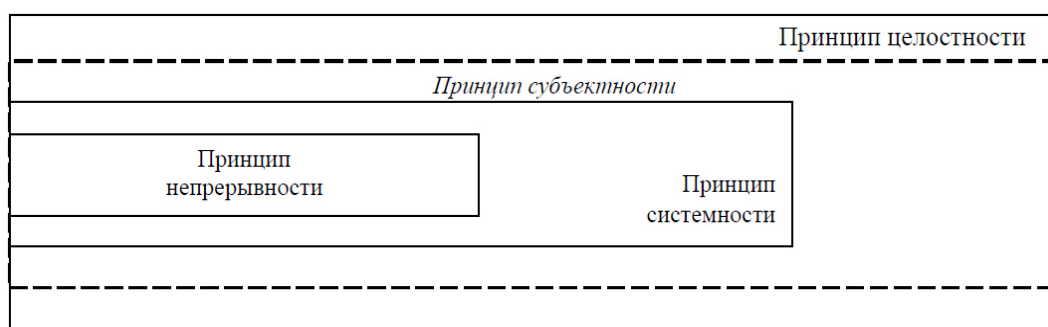 Принцип целостности
Принцип субъектности
Принцип
непрерывности
Принцип
системности